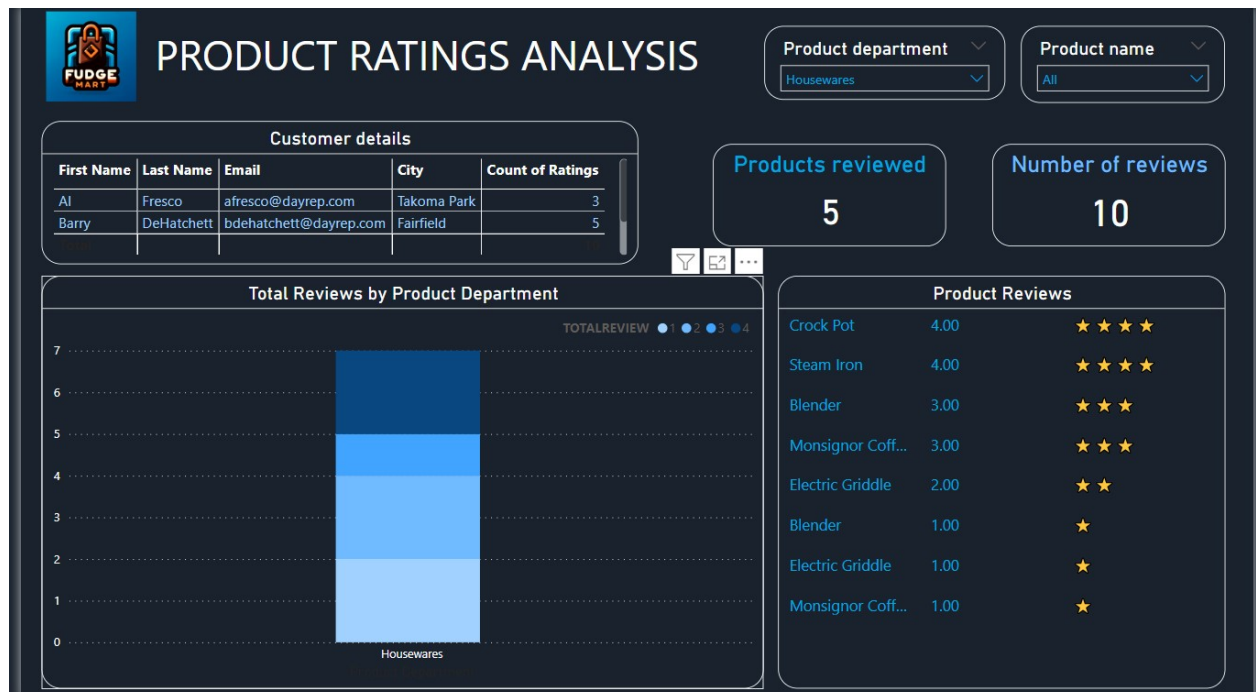 FUDGE
MART
PRODUCT RATINGS ANALYSIS
Product department
Housewares
Product name
All
Customer details
First Name Last Name Email City Count of Ratings
Al Fresco afresco@dayrep.com Takoma Park 3
Barry DeHatchett bdehatchett@dayrep.com Fairfield 5
Products reviewed
5
Number of reviews
10
Total Reviews by Product Department
TOTALREVIEW 1 2 3 4
7
6
5
4
3
2
1
0
Housewares
Product Reviews
Crock Pot 4.00
Steam Iron 4.00
Blender 3.00
Monsignor Coff... 3.00
Electric Griddle 2.00
Blender 1.00
Electric Griddle 1.00
Monsignor Coff... 1.00